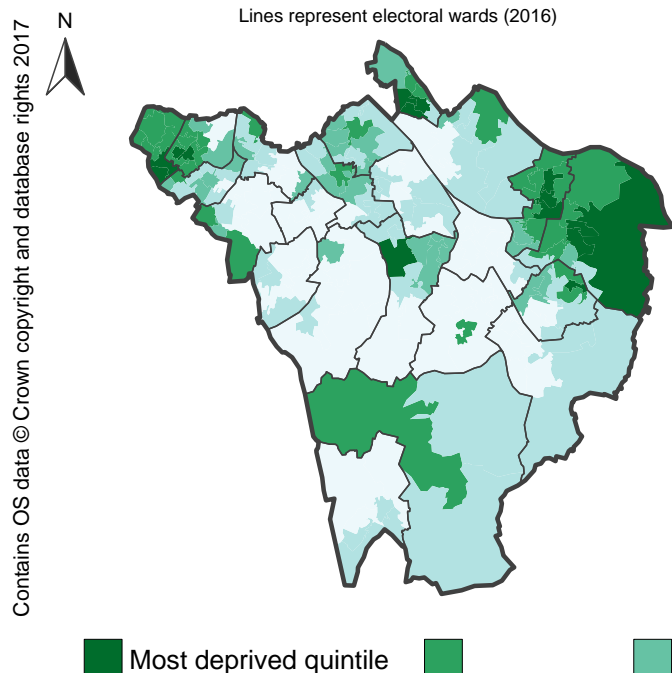 Lines represent electoral wards (2016)
N
Contains OS data © Crown copyright and database rights 2017
Most deprived quintile